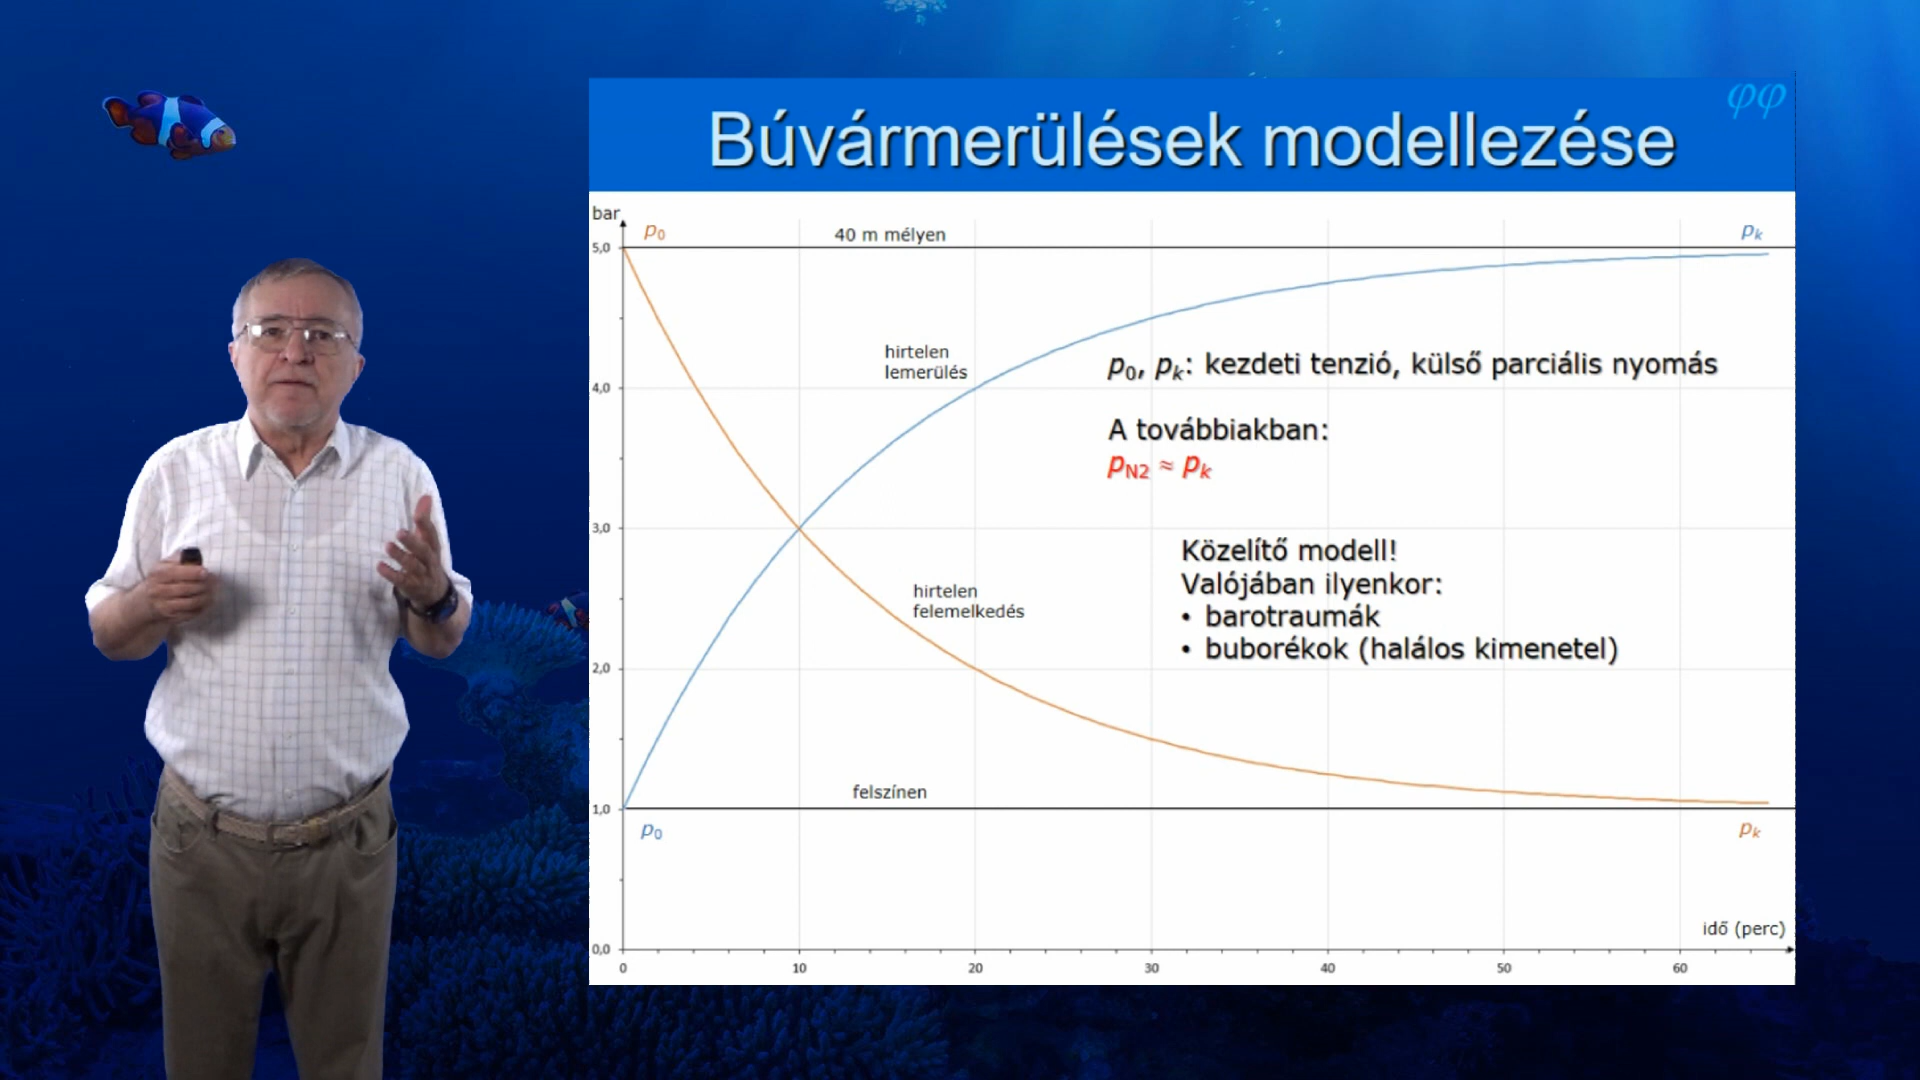 φφ
Búvármerülések modellezése
bar
p0
40 m mélyen
pk
5,0
hirtelen
lemerülés
p0, pk: kezdeti tenzió, külső parciális nyomás
4,0
A továbbiakban:
pN2 ≈ pk
3,0
Közelítő modell!
Valójában ilyenkor:
• barotraumák
• buborékok (halálos kimenetel)
hirtelen
felemelkedés
2,0
felszínen
1,0
p0
pk
idő (perc)
0,0
0 10 20 30 40 50 60